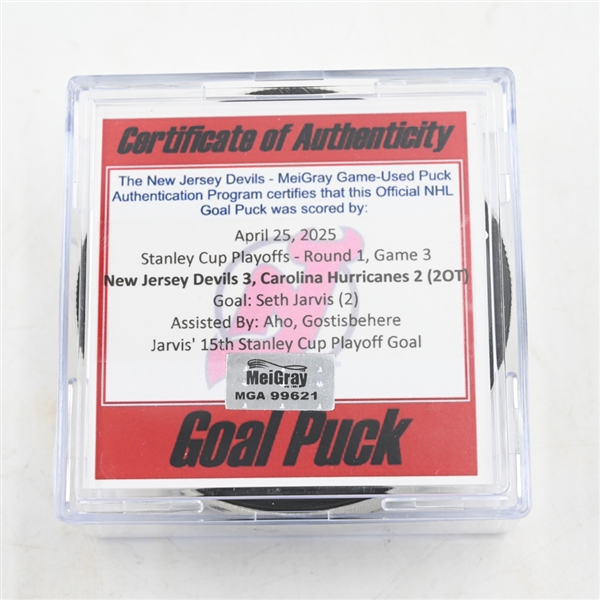 Certificate of Authenticity
The New Jersey Devils - MeiGray Game-Used Puck
Authentication Program certifies that this Official NHL
Goal Puck was scored by:
April 25, 2025
Stanley Cup Playoffs - Round 1, Game 3
New Jersey Devils 3, Carolina Hurricanes 2 (2OT)
Goal: Seth Jarvis (2)
Assisted By: Aho, Gostisbehere
Jarvis' 15th Stanley Cup Playoff Goal
MeiGray
MGA 99621
Goal Puck